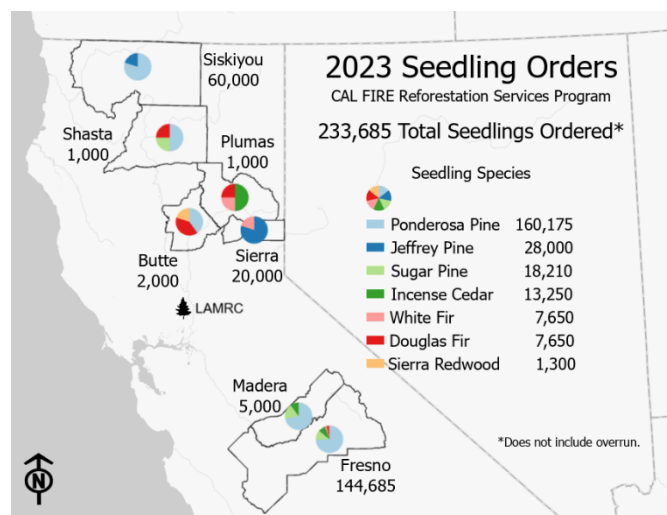 2023 Seedling Orders
CAL FIRE Reforestation Services Program
233,685 Total Seedlings Ordered*
Siskiyou
60,000
Shasta
1,000
Plumas
1,000
Butte
2,000
Sierra
20,000
LAMRC
Seedling Species
Ponderosa Pine 160,175
Jeffrey Pine 28,000
Sugar Pine 18,210
Incense Cedar 13,250
White Fir 7,650
Douglas Fir 7,650
Sierra Redwood 1,300
Madera
5,000
Fresno
144,685
*Does not include overrun.
N